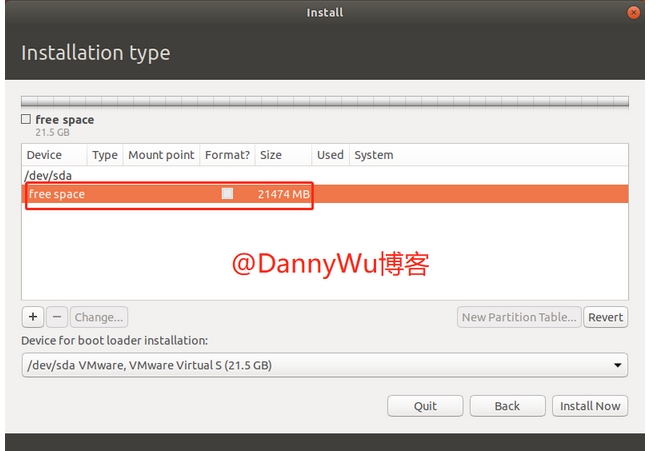 Install
Installation type
free space
21.5 GB
Device Type Mount point Format? Size Used System
/dev/sda
free space 21474 MB
@DannyWu博客
+ − Change... New Partition Table... Revert
Device for boot loader installation:
/dev/sda VMware, VMware Virtual S (21.5 GB)
Quit Back Install Now